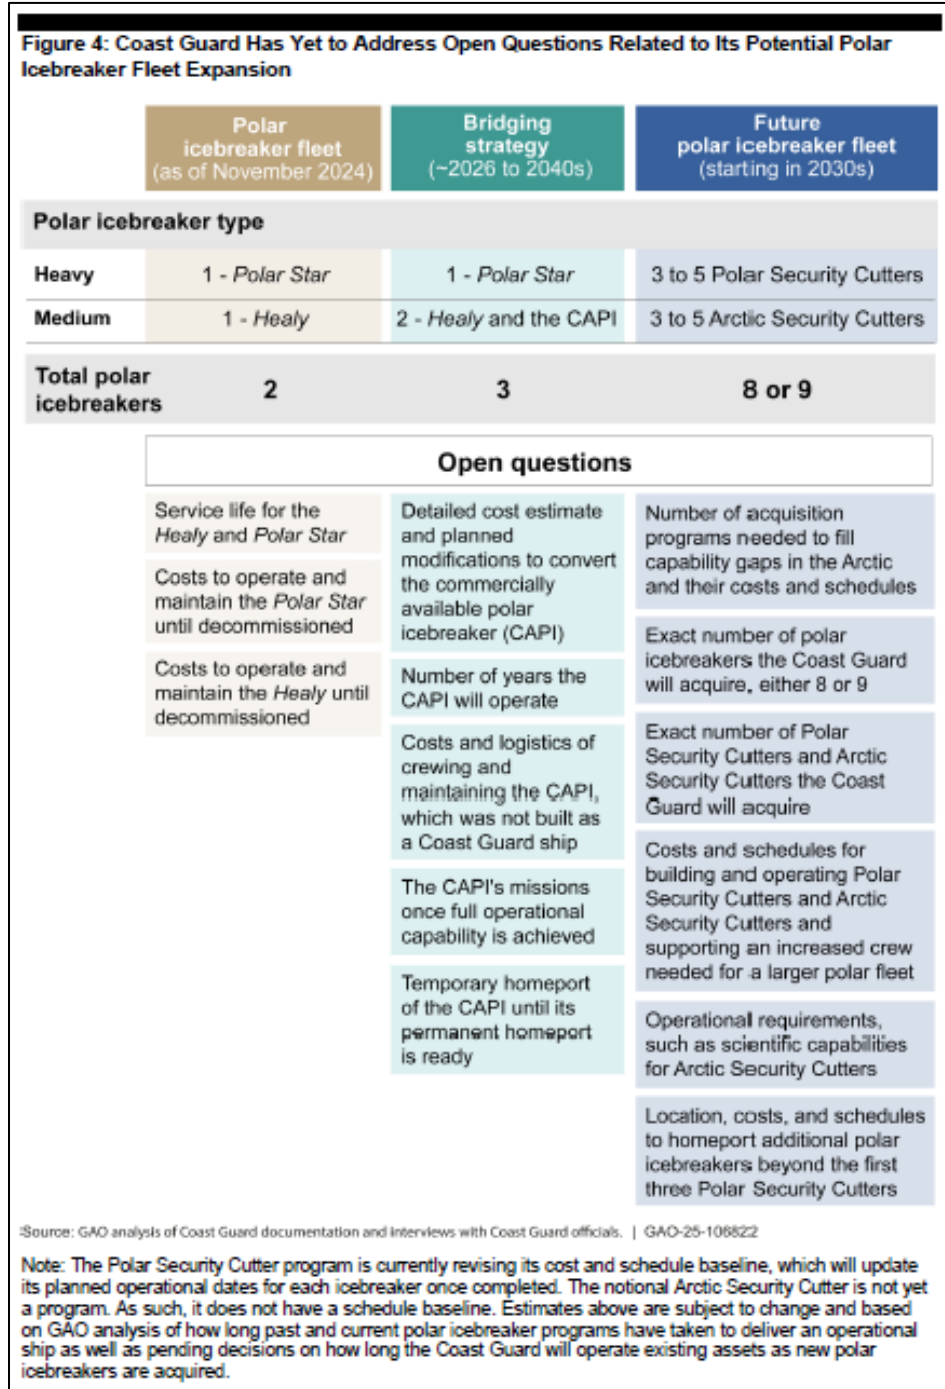 Figure 4: Coast Guard Has Yet to Address Open Questions Related to Its Potential Polar
Icebreaker Fleet Expansion
Polar
icebreaker fleet
(as of November 2024)
Bridging
strategy
(~2026 to 2040s)
Future
polar icebreaker fleet
(starting in 2030s)
Polar icebreaker type
Heavy
1 - Polar Star
1 - Polar Star
3 to 5 Polar Security Cutters
Medium
1 - Healy
2 - Healy and the CAPI
3 to 5 Arctic Security Cutters
Total polar
icebreakers
2
3
8 or 9
Open questions
Service life for the
Healy and Polar Star
Costs to operate and
maintain the Polar Star
until decommissioned
Costs to operate and
maintain the Healy until
decommissioned
Detailed cost estimate
and planned
modifications to convert
the commercially
available polar
icebreaker (CAPI)
Number of years the
CAPI will operate
Costs and logistics of
crewing and
maintaining the CAPI,
which was not built as
a Coast Guard ship
The CAPI's missions
once full operational
capability is achieved
Temporary homeport
of the CAPI until its
permanent homeport
is ready
Number of acquisition
programs needed to fill
capability gaps in the Arctic
and their costs and schedules
Exact number of polar
icebreakers the Coast Guard
will acquire, either 8 or 9
Exact number of Polar
Security Cutters and Arctic
Security Cutters the Coast
Guard will acquire
Costs and schedules for
building and operating Polar
Security Cutters and Arctic
Security Cutters and
supporting an increased crew
needed for a larger polar fleet
Operational requirements,
such as scientific capabilities
for Arctic Security Cutters
Location, costs, and schedules
to homeport additional polar
icebreakers beyond the first
three Polar Security Cutters
Source: GAO analysis of Coast Guard documentation and interviews with Coast Guard officials. | GAO-25-106822
Note: The Polar Security Cutter program is currently revising its cost and schedule baseline, which will update
its planned operational dates for each icebreaker once completed. The notional Arctic Security Cutter is not yet
a program. As such, it does not have a schedule baseline. Estimates above are subject to change and based
on GAO analysis of how long past and current polar icebreaker programs have taken to deliver an operational
ship as well as pending decisions on how long the Coast Guard will operate existing assets as new polar
icebreakers are acquired.